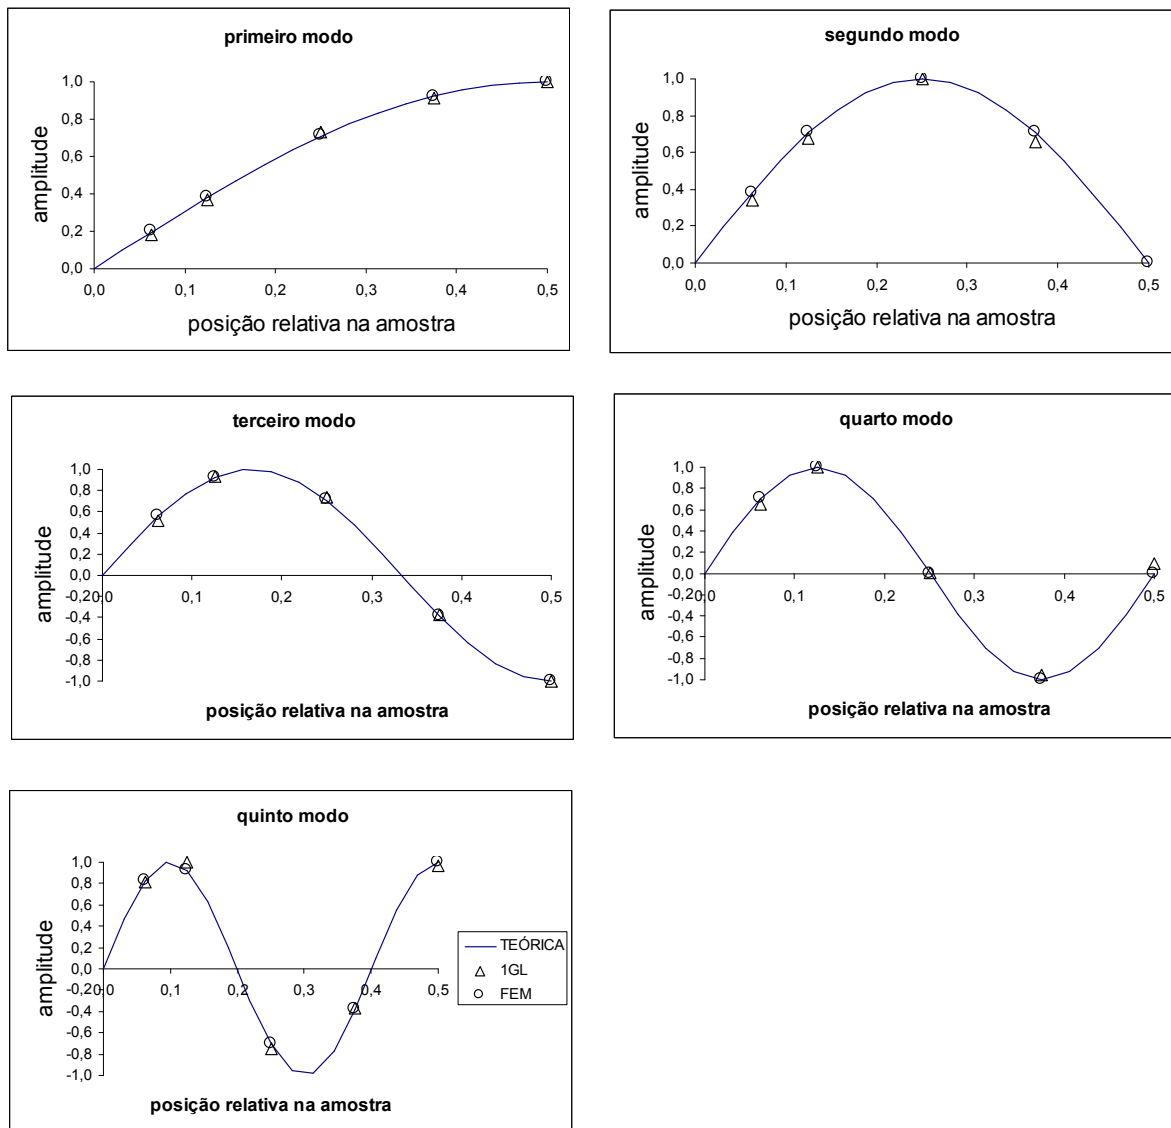 primeiro modo
amplitude
1,0
0,8
0,6
0,4
0,2
0,0
0,0 0,1 0,2 0,3 0,4 0,5
posição relativa na amostra
segundo modo
amplitude
1,0
0,8
0,6
0,4
0,2
0,0
0,0 0,1 0,2 0,3 0,4 0,5
posição relativa na amostra
terceiro modo
amplitude
1,0
0,8
0,6
0,4
0,2
0,0
-0,2
-0,4
-0,6
-0,8
-1,0
0,0 0,1 0,2 0,3 0,4 0,5
posição relativa na amostra
quarto modo
amplitude
1,0
0,8
0,6
0,4
0,2
0,0
-0,2
-0,4
-0,6
-0,8
-1,0
0,0 0,1 0,2 0,3 0,4 0,5
posição relativa na amostra
quinto modo
amplitude
1,0
0,8
0,6
0,4
0,2
0,0
-0,2
-0,4
-0,6
-0,8
-1,0
0,0 0,1 0,2 0,3 0,4 0,5
posição relativa na amostra
TEÓRICA
1GL
FEM